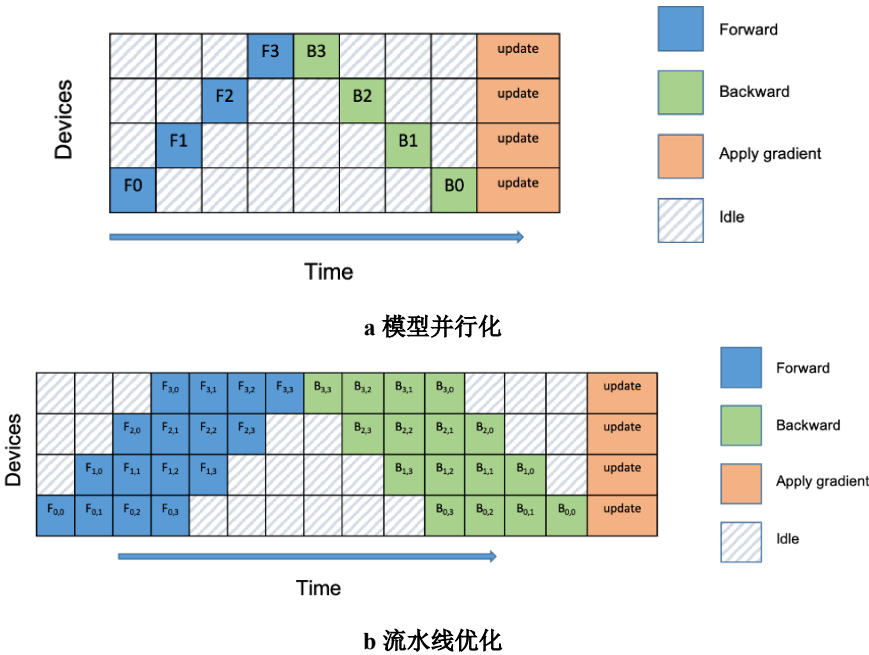 F3 B3 update
F2 B2 update
F1 B1 update
F0 B0 update
Devices
Time
Forward
Backward
Apply gradient
Idle
a 模型并行化
F3,0 F3,1 F3,2 F3,3 B3,3 B3,2 B3,1 B3,0 update
F2,0 F2,1 F2,2 F2,3 B2,3 B2,2 B2,1 B2,0 update
F1,0 F1,1 F1,2 F1,3 B1,3 B1,2 B1,1 B1,0 update
F0,0 F0,1 F0,2 F0,3 B0,3 B0,2 B0,1 B0,0 update
Devices
Time
Forward
Backward
Apply gradient
Idle
b 流水线优化